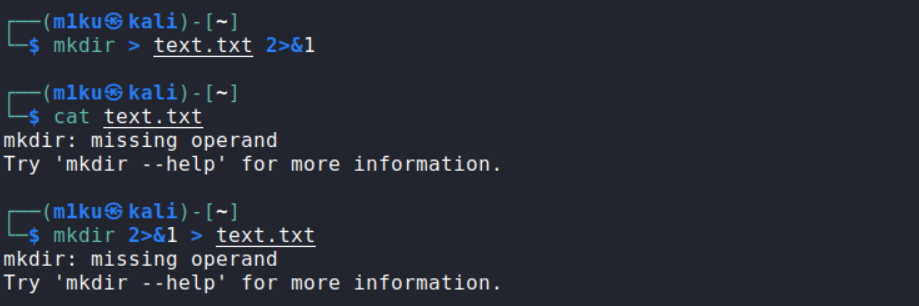 ┌──(m1ku㉿kali)-[~]
└─$ mkdir > text.txt 2>&1
┌──(m1ku㉿kali)-[~]
└─$ cat text.txt
mkdir: missing operand
Try 'mkdir --help' for more information.
┌──(m1ku㉿kali)-[~]
└─$ mkdir 2>&1 > text.txt
mkdir: missing operand
Try 'mkdir --help' for more information.